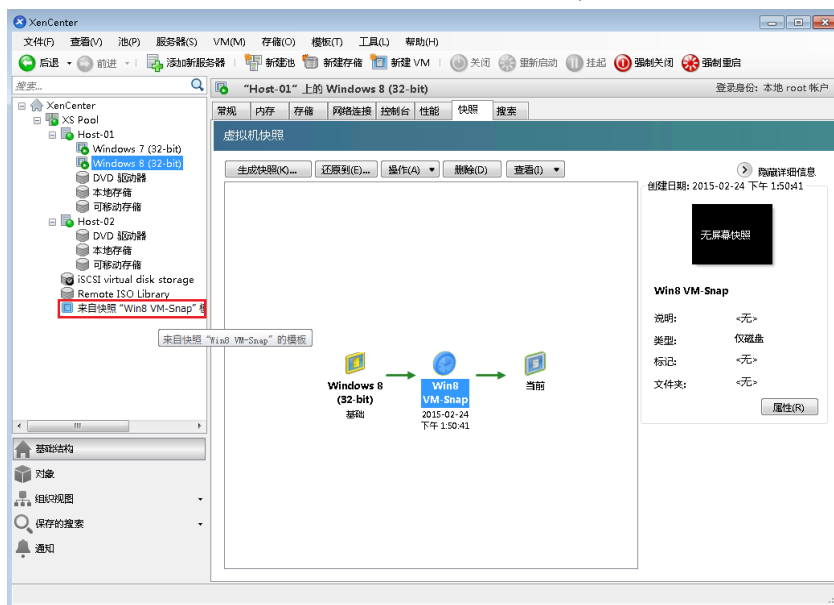 XenCenter
文件(F) 查看(V) 池(P) 服务器(S) VM(M) 存储(O) 模板(T) 工具(L) 帮助(H)
后退 前进 添加新服务器 新建池 新建存储 新建 VM 关闭 重新启动 挂起 强制关闭 强制重启
搜索...
“Host-01” 上的 Windows 8 (32-bit) 登录身份: 本地 root 帐户
XenCenter
XS Pool
Host-01
Windows 7 (32-bit)
Windows 8 (32-bit)
DVD 驱动器
本地存储
可移动存储
Host-02
DVD 驱动器
本地存储
可移动存储
iSCSI virtual disk storage
Remote ISO Library
来自快照 “Win8 VM-Snap”
来自快照 “Win8 VM-Snap” 的模板
基础结构
对象
组织视图
保存的搜索
通知
常规 内存 存储 网络连接 控制台 性能 快照 搜索
虚拟机快照
生成快照(K)... 还原到(E)... 操作(A) 删除(D) 查看(I)
隐藏详细信息
Windows 8
(32-bit)
基础
Win8
VM-Snap
2015-02-24
下午 1:50:41
当前
创建日期: 2015-02-24 下午 1:50:41
无屏幕快照
Win8 VM-Snap
说明: <无>
类型: 仅磁盘
标记: <无>
文件夹: <无>
属性(R)